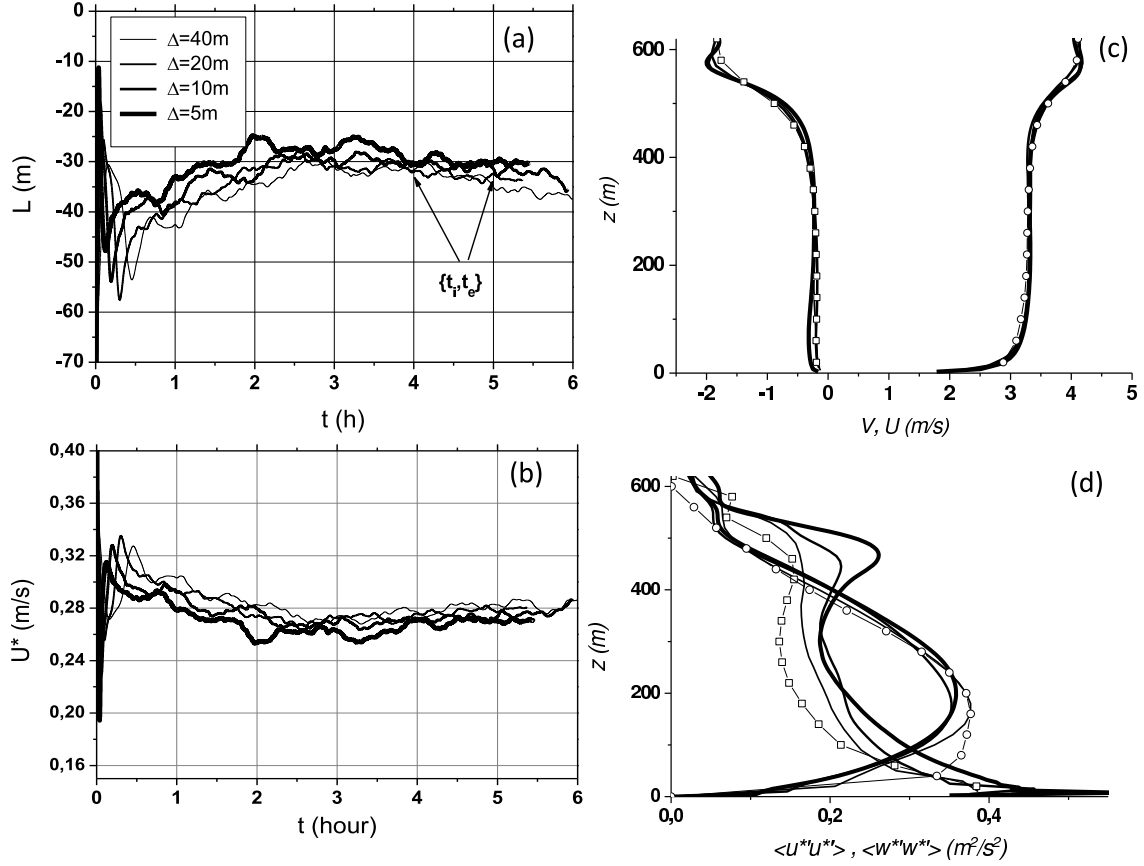 (a)
Δ=40m
Δ=20m
Δ=10m
Δ=5m
-10
-20
-30
-40
-50
-60
-70
L (m)
{t_i,t_e}
0 1 2 3 4 5 6
t (h)
(b)
0,40
0,36
0,32
0,28
0,24
0,20
0,16
U* (m/s)
0 1 2 3 4 5 6
t (hour)
(c)
600
400
200
0
z (m)
-2 -1 0 1 2 3 4 5
V, U (m/s)
(d)
600
400
200
0
z (m)
0,0 0,2 0,4
<u*'u*'> , <w*'w*'> (m²/s²)